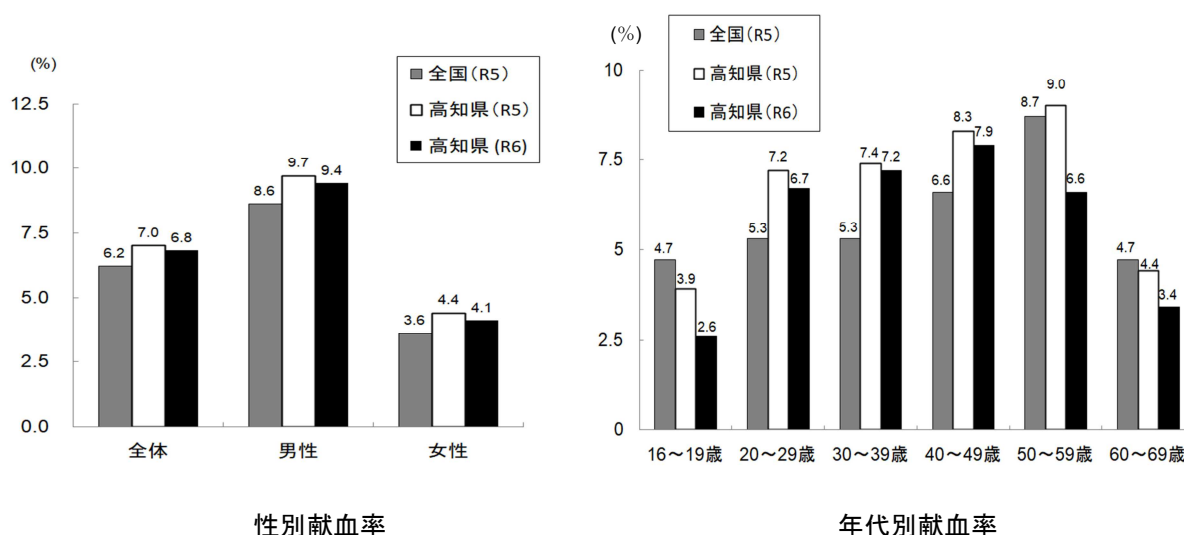 (%)
全国(R5)
高知県(R5)
高知県(R6)
12.5
10.0
7.5
5.0
2.5
0.0
6.2
7.0
6.8
8.6
9.7
9.4
3.6
4.4
4.1
全体
男性
女性
性別献血率
(%)
全国(R5)
高知県(R5)
高知県(R6)
10
7.5
5
2.5
0
4.7
3.9
2.6
5.3
7.2
6.7
5.3
7.4
7.2
6.6
8.3
7.9
8.7
9.0
6.6
4.7
4.4
3.4
16～19歳
20～29歳
30～39歳
40～49歳
50～59歳
60～69歳
年代別献血率